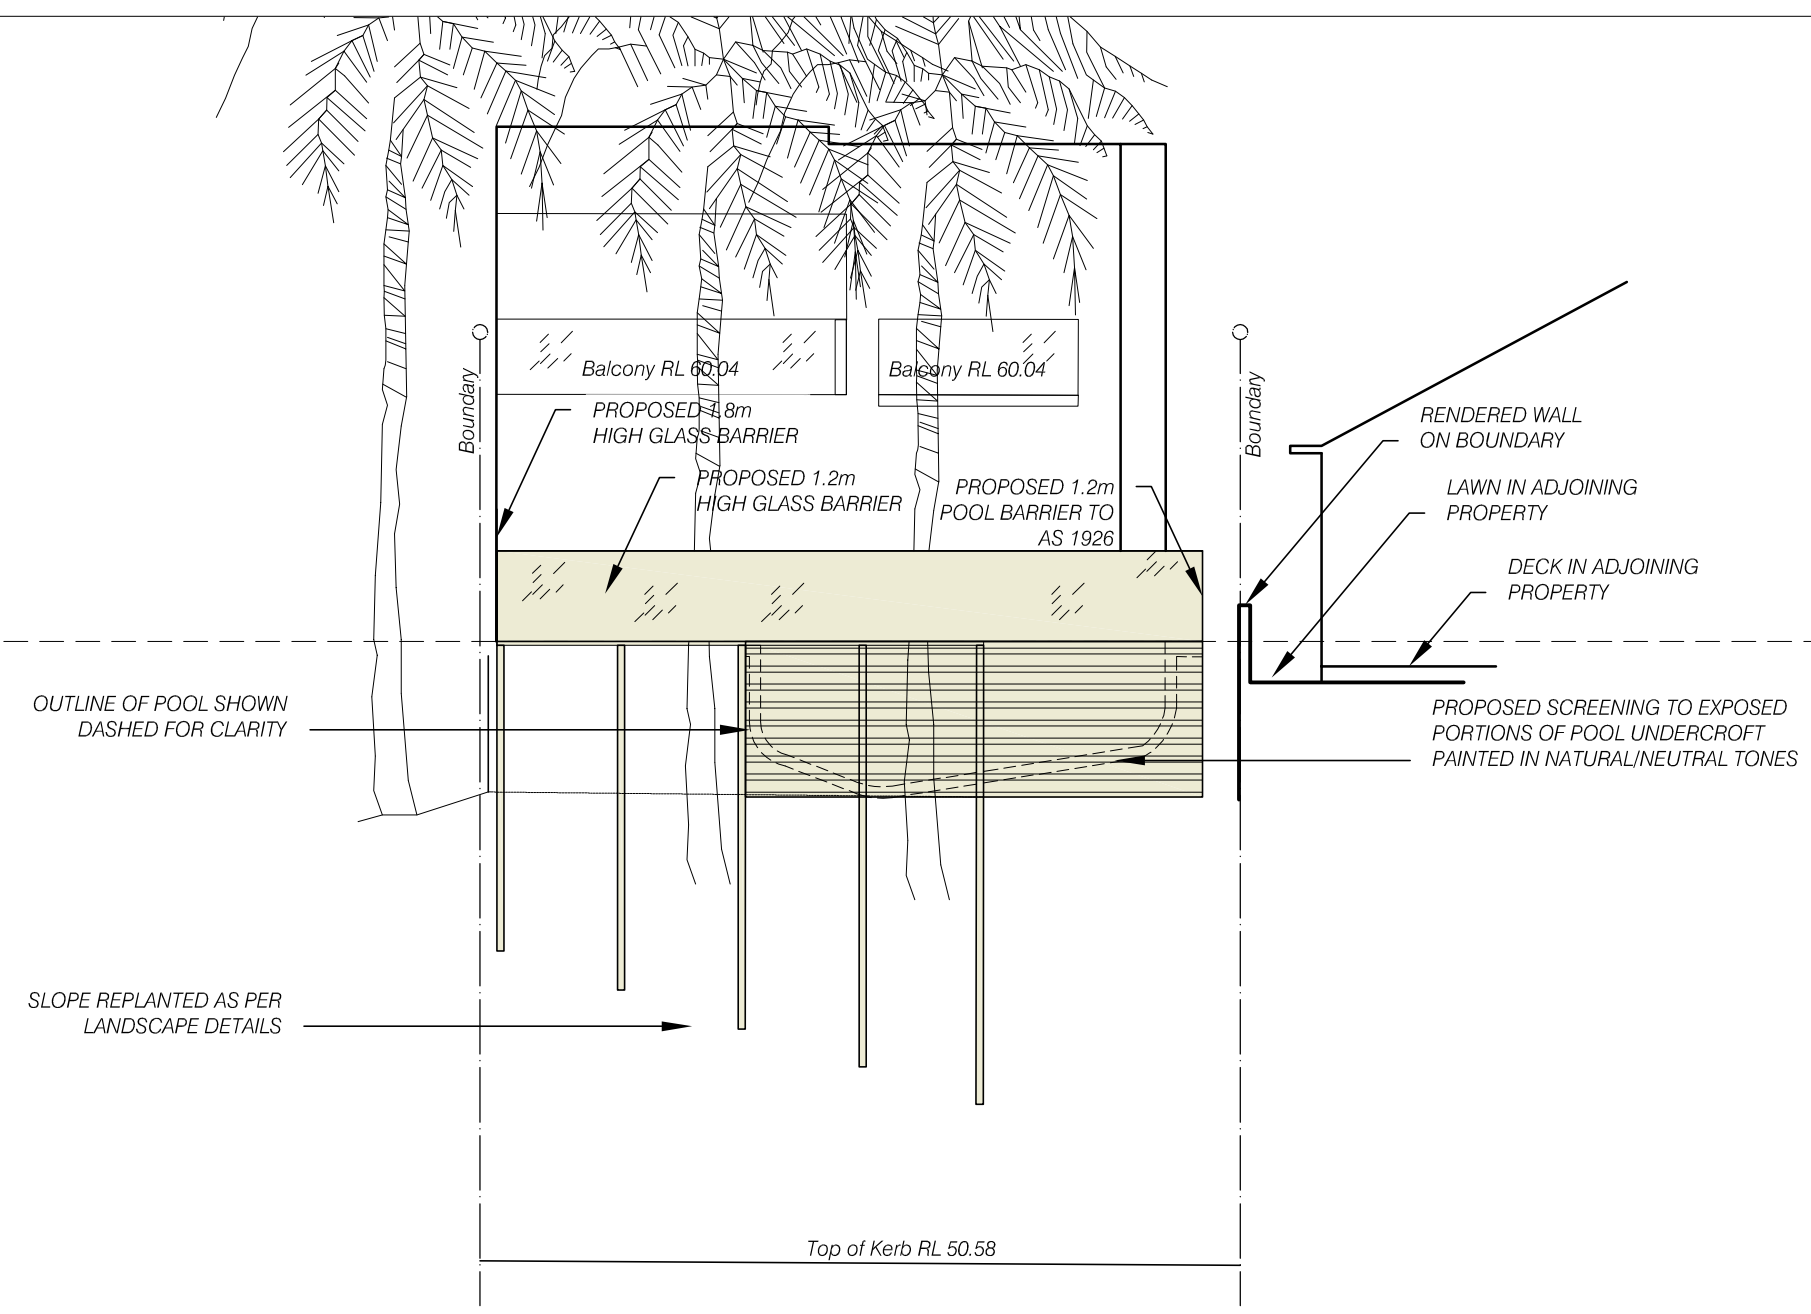 Balcony RL 60.04
Balcony RL 60.04
Boundary
Boundary
PROPOSED 1.8m
HIGH GLASS BARRIER
PROPOSED 1.2m
HIGH GLASS BARRIER
PROPOSED 1.2m
POOL BARRIER TO
AS 1926
RENDERED WALL
ON BOUNDARY
LAWN IN ADJOINING
PROPERTY
DECK IN ADJOINING
PROPERTY
OUTLINE OF POOL SHOWN
DASHED FOR CLARITY
PROPOSED SCREENING TO EXPOSED
PORTIONS OF POOL UNDERCROFT
PAINTED IN NATURAL/NEUTRAL TONES
SLOPE REPLANTED AS PER
LANDSCAPE DETAILS
Top of Kerb RL 50.58